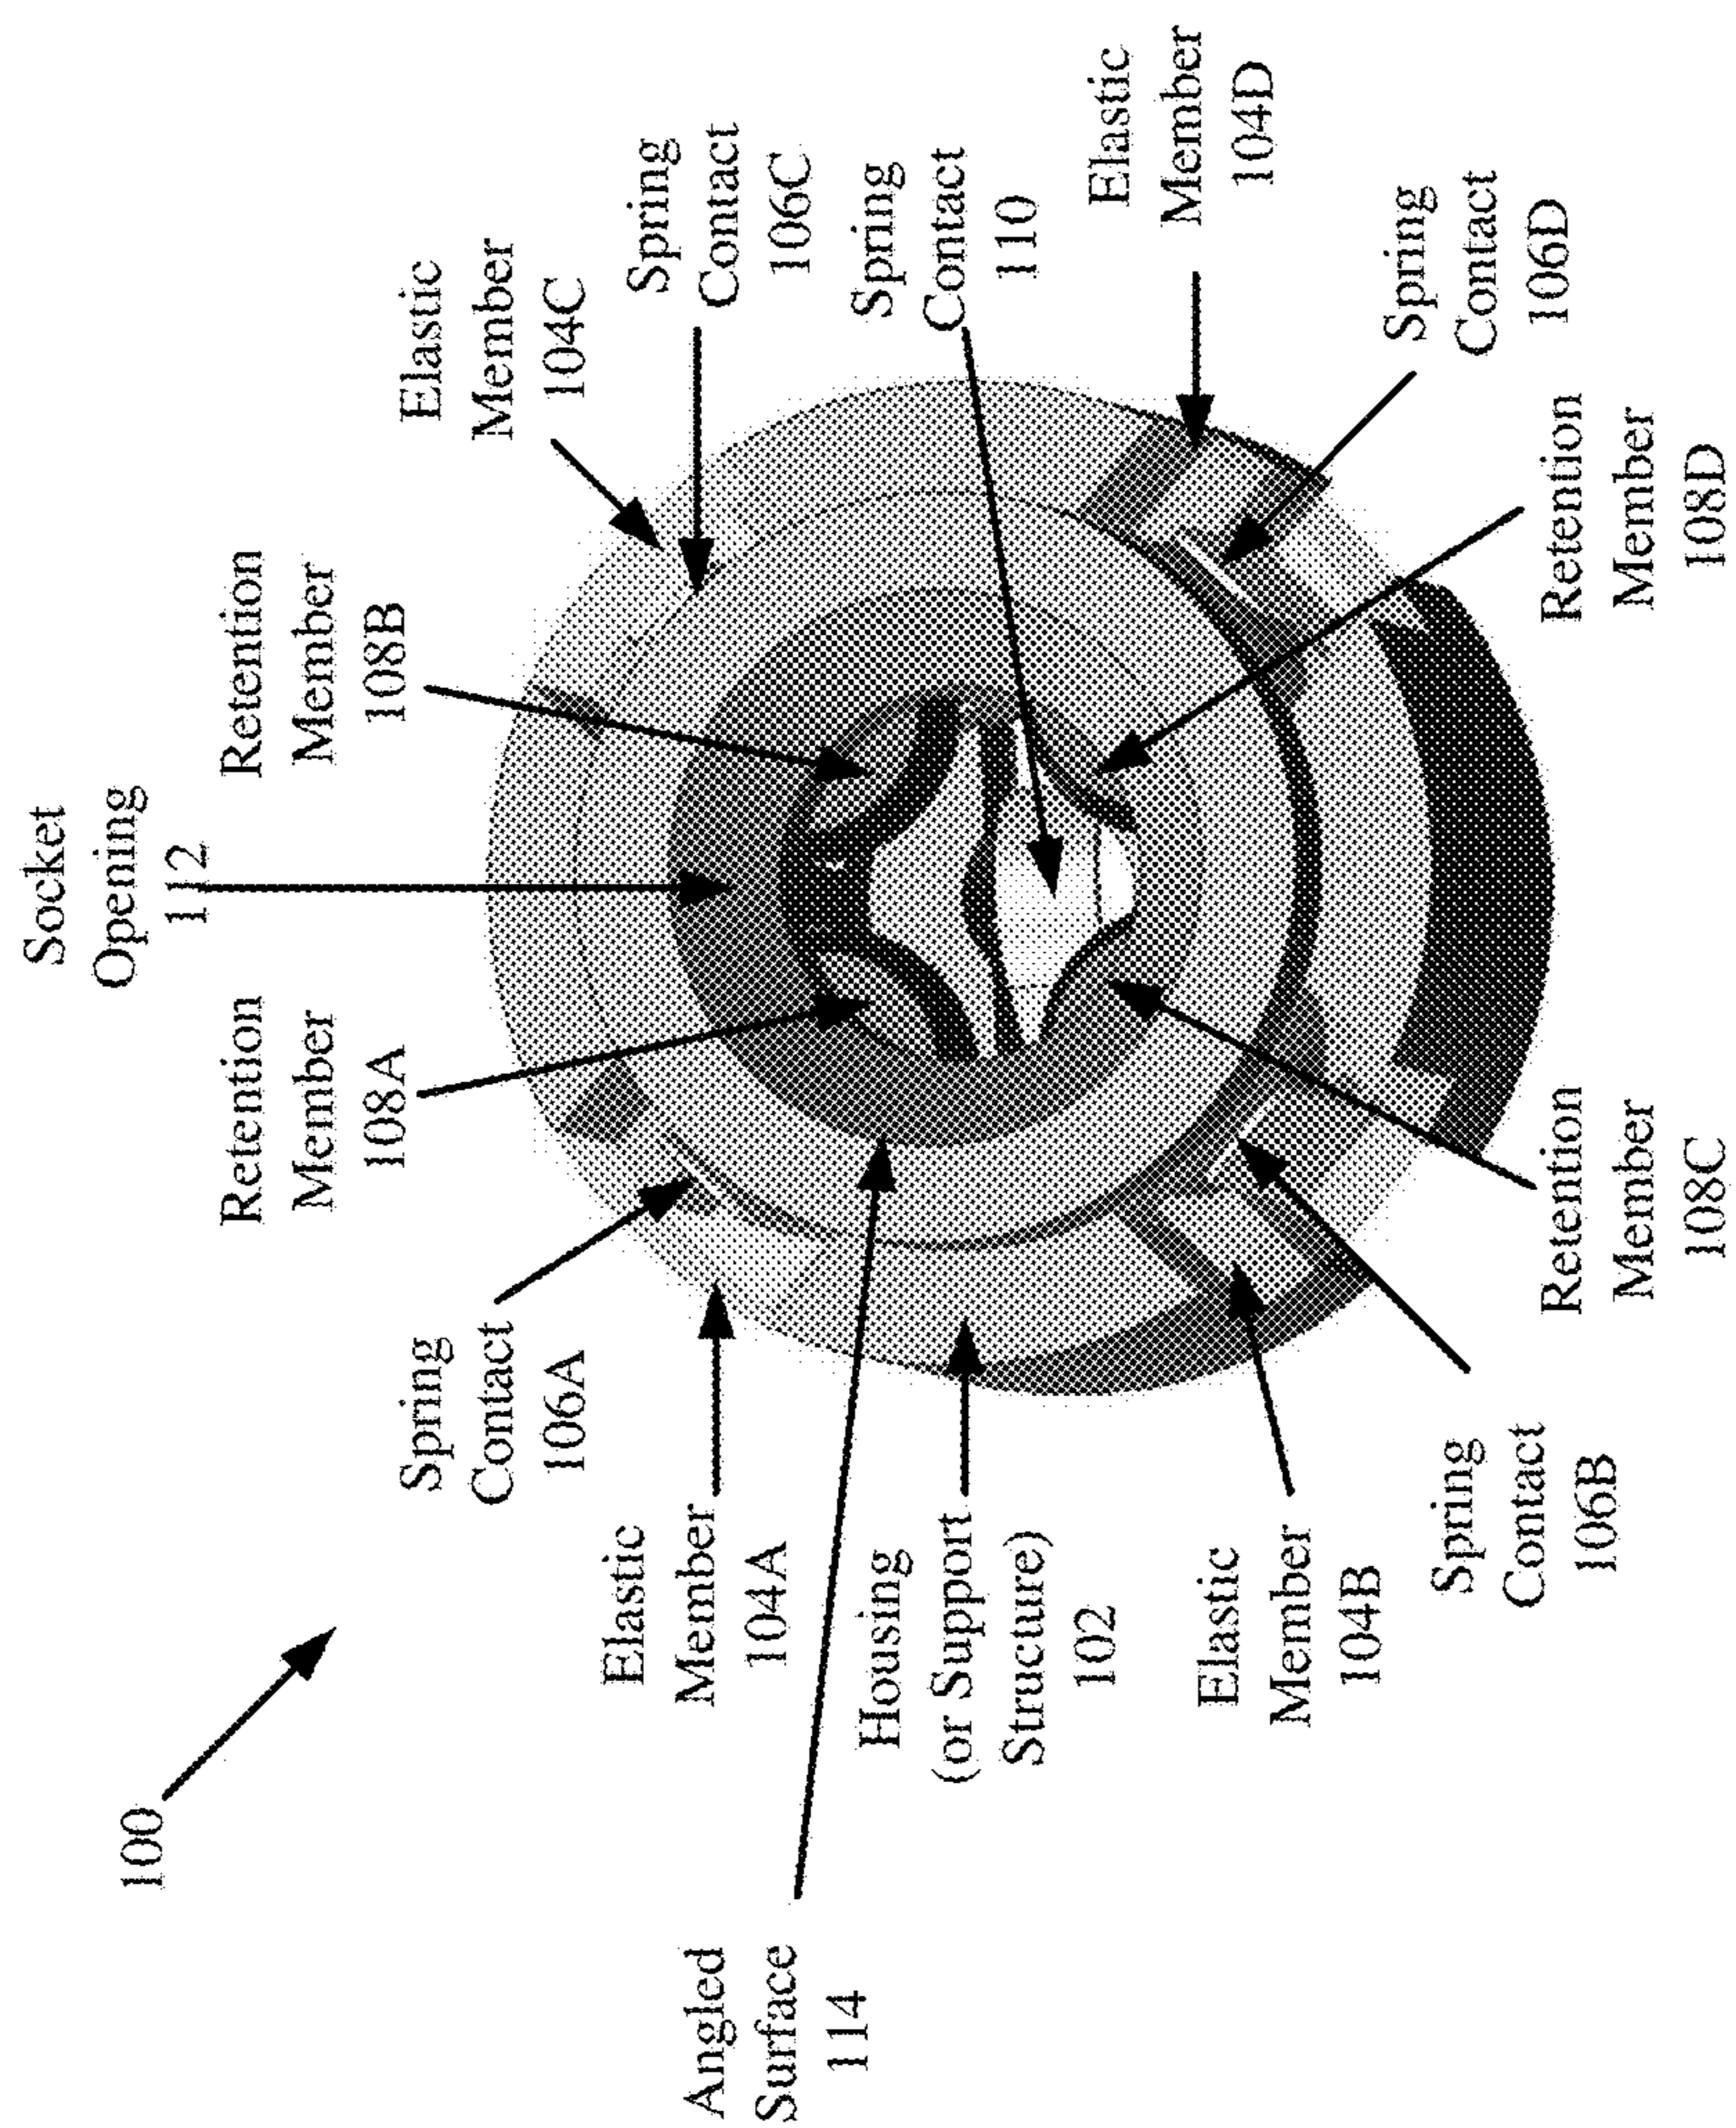 100
Angled
Surface
114
Elastic
Member
104A
Housing
(or Support
Structure)
102
Elastic
Member
104B
Spring
Contact
106A
Spring
Contact
106B
Retention
Member
108A
Socket
Opening
112
Retention
Member
108B
Retention
Member
108C
Retention
Member
108D
Elastic
Member
104C
Spring
Contact
106C
Spring
Contact
110
Elastic
Member
104D
Spring
Contact
106D